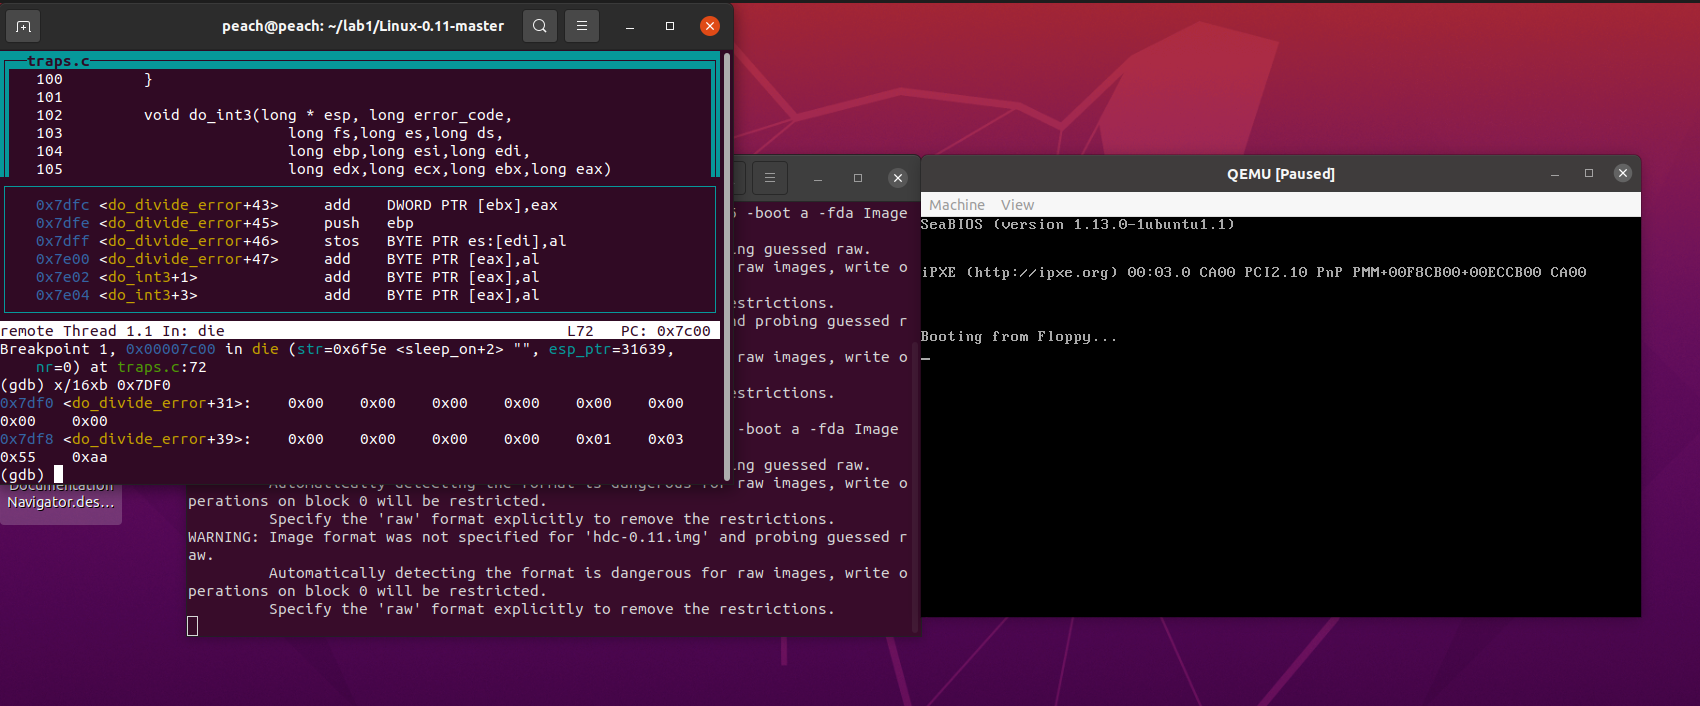 peach@peach: ~/lab1/Linux-0.11-master
traps.c
100 }
101
102 void do_int3(long * esp, long error_code,
103 long fs,long es,long ds,
104 long ebp,long esi,long edi,
105 long edx,long ecx,long ebx,long eax)
0x7dfc <do_divide_error+43> add DWORD PTR [ebx],eax
0x7dfe <do_divide_error+45> push ebp
0x7dff <do_divide_error+46> stos BYTE PTR es:[edi],al
0x7e00 <do_divide_error+47> add BYTE PTR [eax],al
0x7e02 <do_int3+1> add BYTE PTR [eax],al
0x7e04 <do_int3+3> add BYTE PTR [eax],al
remote Thread 1.1 In: die L72 PC: 0x7c00
Breakpoint 1, 0x00007c00 in die (str=0x6f5e <sleep_on+2> "", esp_ptr=31639,
nr=0) at traps.c:72
(gdb) x/16xb 0x7DF0
0x7df0 <do_divide_error+31>: 0x00 0x00 0x00 0x00 0x00 0x00
0x00 0x00
0x7df8 <do_divide_error+39>: 0x00 0x00 0x00 0x00 0x01 0x03
0x55 0xaa
(gdb)
Documentation
Navigator.des...
-boot a -fda Image
ng guessed raw.
raw images, write o
estrictions.
d probing guessed r
raw images, write o
estrictions.
-boot a -fda Image
ng guessed raw.
Automatically detecting the format is dangerous for raw images, write o
perations on block 0 will be restricted.
Specify the 'raw' format explicitly to remove the restrictions.
WARNING: Image format was not specified for 'hdc-0.11.img' and probing guessed r
aw.
Automatically detecting the format is dangerous for raw images, write o
perations on block 0 will be restricted.
Specify the 'raw' format explicitly to remove the restrictions.
QEMU [Paused]
Machine View
SeaBIOS (version 1.13.0-1ubuntu1.1)
iPXE (http://ipxe.org) 00:03.0 CA00 PCI2.10 PnP PMM+00F8CB00+00ECCB00 CA00
Booting from Floppy...